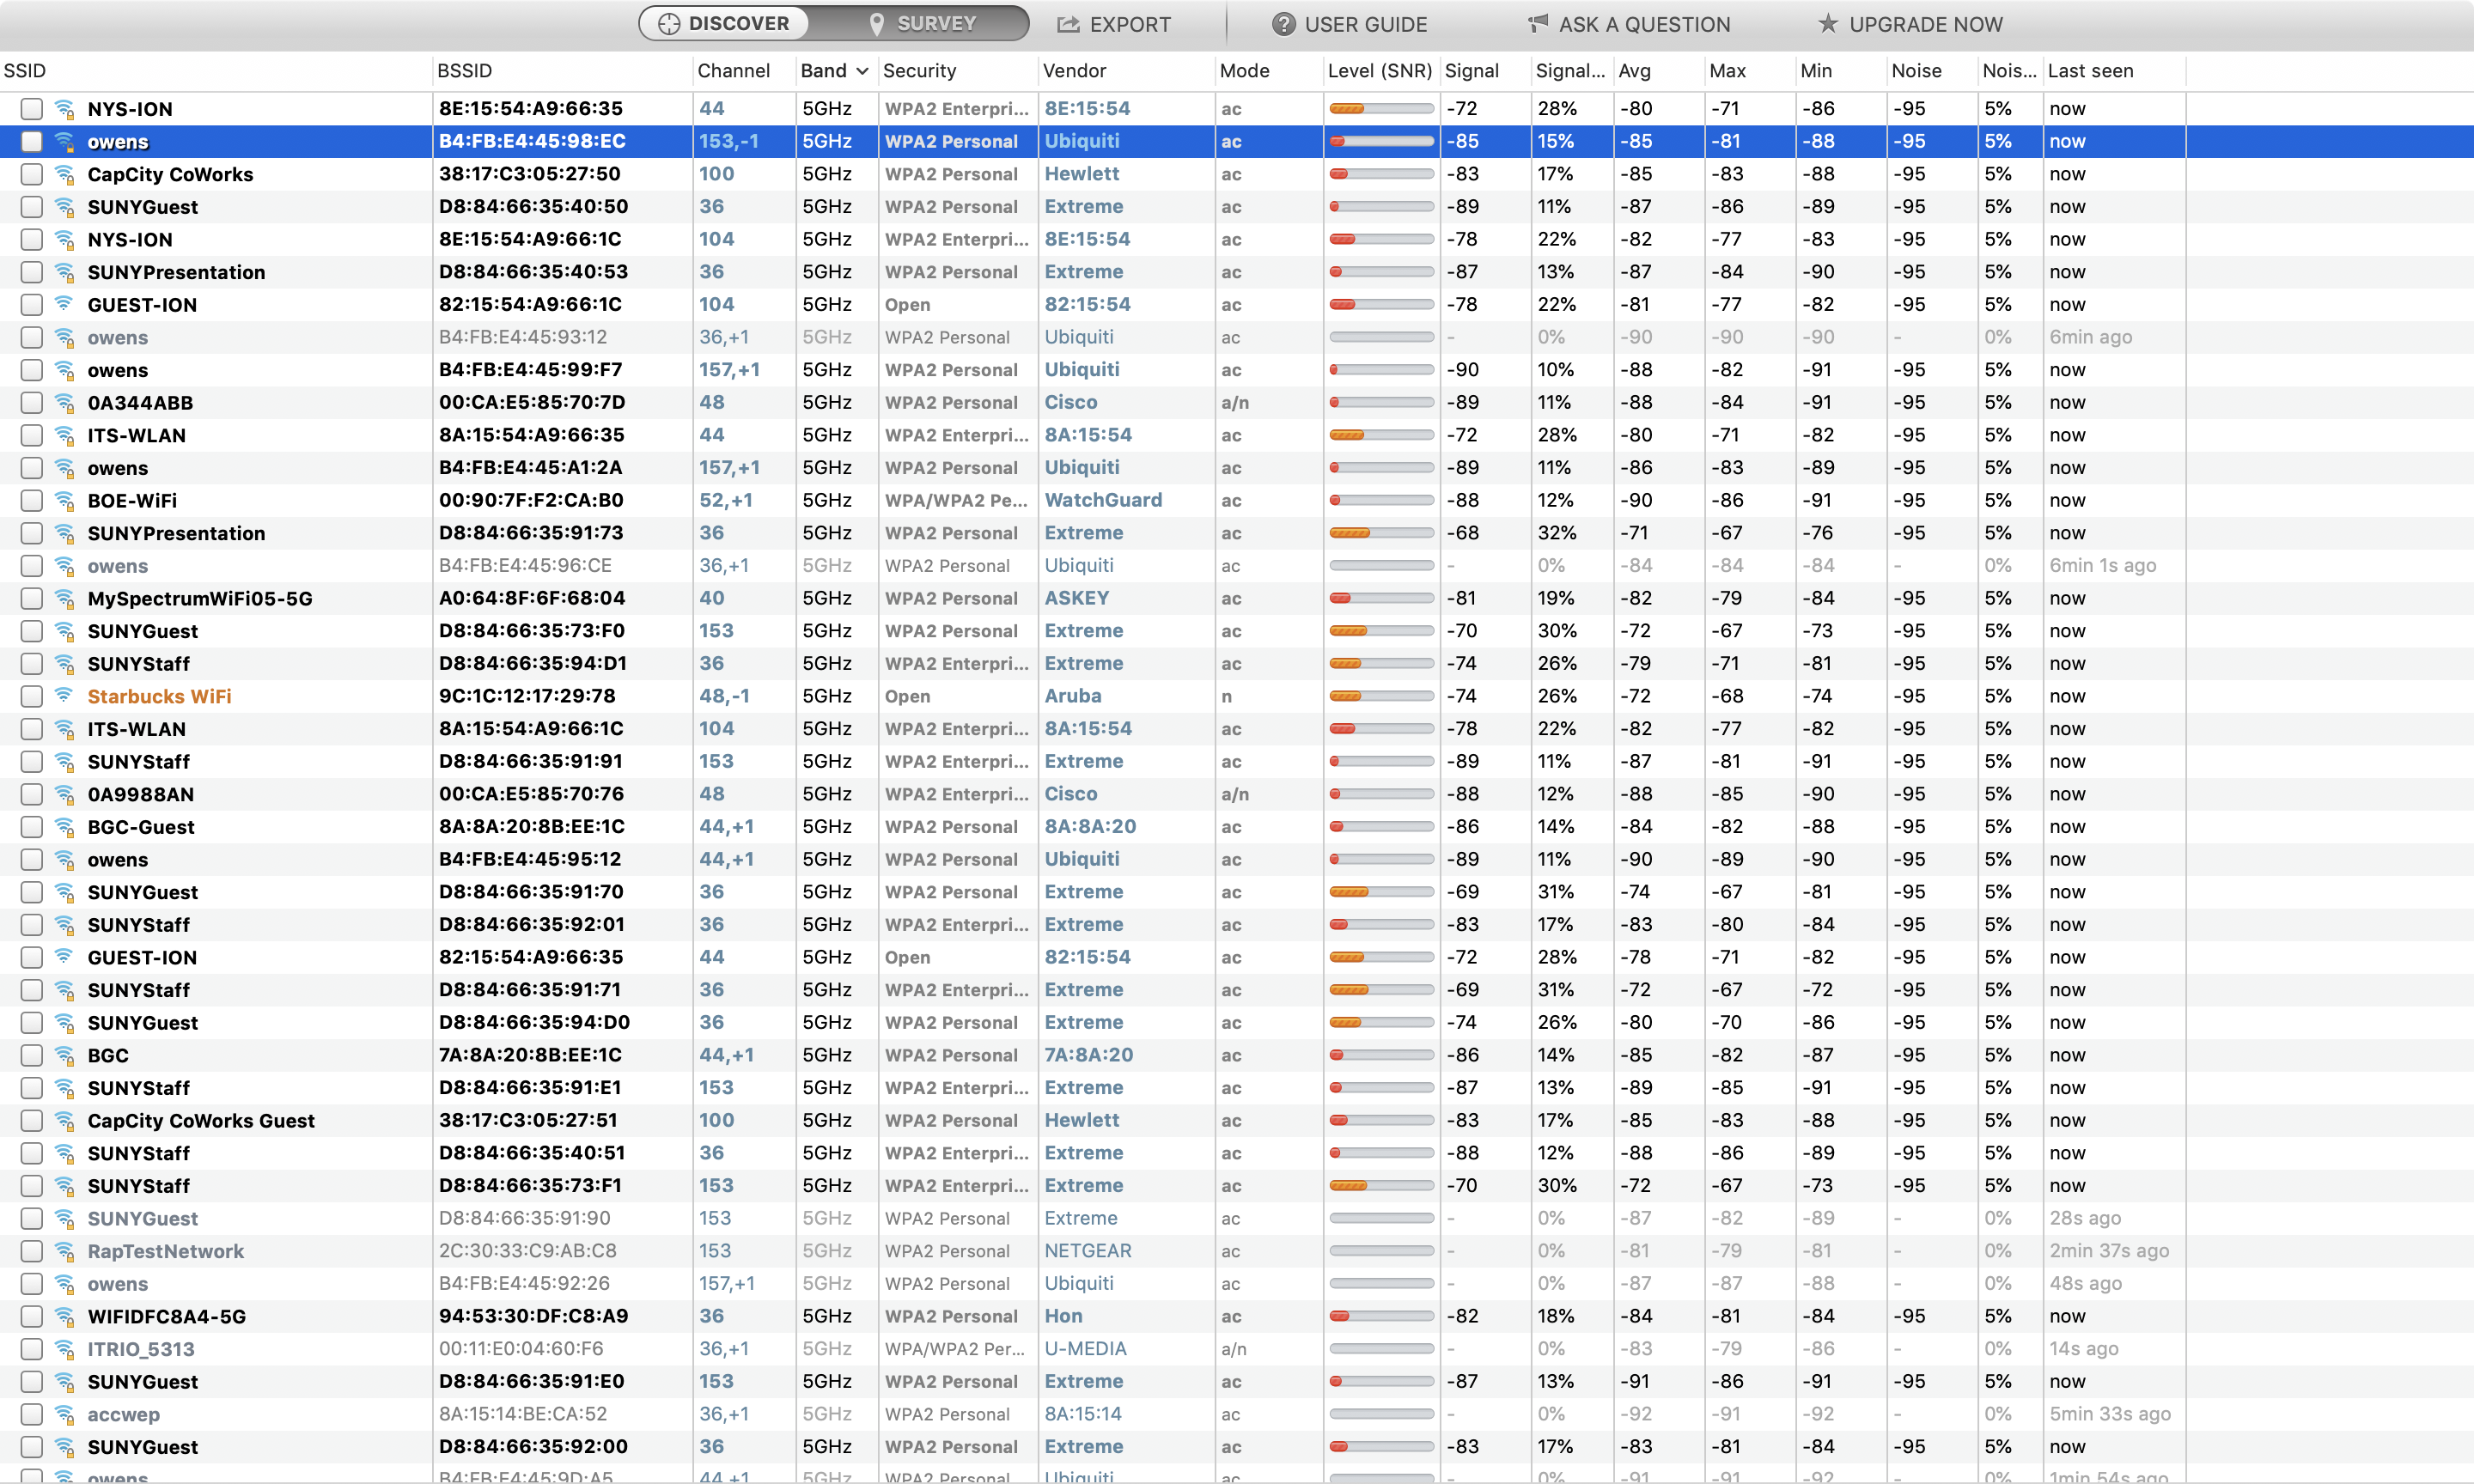 DISCOVER SURVEY EXPORT USER GUIDE ASK A QUESTION UPGRADE NOW
SSID BSSID Channel Band Security Vendor Mode Level (SNR) Signal Signal... Avg Max Min Noise Nois... Last seen
NYS-ION 8E:15:54:A9:66:35 44 5GHz WPA2 Enterpri... 8E:15:54 ac -72 28% -80 -71 -86 -95 5% now
owens B4:FB:E4:45:98:EC 153,-1 5GHz WPA2 Personal Ubiquiti ac -85 15% -85 -81 -88 -95 5% now
CapCity CoWorks 38:17:C3:05:27:50 100 5GHz WPA2 Personal Hewlett ac -83 17% -85 -83 -88 -95 5% now
SUNYGuest D8:84:66:35:40:50 36 5GHz WPA2 Personal Extreme ac -89 11% -87 -86 -89 -95 5% now
NYS-ION 8E:15:54:A9:66:1C 104 5GHz WPA2 Enterpri... 8E:15:54 ac -78 22% -82 -77 -83 -95 5% now
SUNYPresentation D8:84:66:35:40:53 36 5GHz WPA2 Personal Extreme ac -87 13% -87 -84 -90 -95 5% now
GUEST-ION 82:15:54:A9:66:1C 104 5GHz Open 82:15:54 ac -78 22% -81 -77 -82 -95 5% now
owens B4:FB:E4:45:93:12 36,+1 5GHz WPA2 Personal Ubiquiti ac - 0% -90 -90 -90 - 0% 6min ago
owens B4:FB:E4:45:99:F7 157,+1 5GHz WPA2 Personal Ubiquiti ac -90 10% -88 -82 -91 -95 5% now
0A344ABB 00:CA:E5:85:70:7D 48 5GHz WPA2 Personal Cisco a/n -89 11% -88 -84 -91 -95 5% now
ITS-WLAN 8A:15:54:A9:66:35 44 5GHz WPA2 Enterpri... 8A:15:54 ac -72 28% -80 -71 -82 -95 5% now
owens B4:FB:E4:45:A1:2A 157,+1 5GHz WPA2 Personal Ubiquiti ac -89 11% -86 -83 -89 -95 5% now
BOE-WiFi 00:90:7F:F2:CA:B0 52,+1 5GHz WPA/WPA2 Pe... WatchGuard ac -88 12% -90 -86 -91 -95 5% now
SUNYPresentation D8:84:66:35:91:73 36 5GHz WPA2 Personal Extreme ac -68 32% -71 -67 -76 -95 5% now
owens B4:FB:E4:45:96:CE 36,+1 5GHz WPA2 Personal Ubiquiti ac - 0% -84 -84 -84 - 0% 6min 1s ago
MySpectrumWiFi05-5G A0:64:8F:6F:68:04 40 5GHz WPA2 Personal ASKEY ac -81 19% -82 -79 -84 -95 5% now
SUNYGuest D8:84:66:35:73:F0 153 5GHz WPA2 Personal Extreme ac -70 30% -72 -67 -73 -95 5% now
SUNYStaff D8:84:66:35:94:D1 36 5GHz WPA2 Enterpri... Extreme ac -74 26% -79 -71 -81 -95 5% now
Starbucks WiFi 9C:1C:12:17:29:78 48,-1 5GHz Open Aruba n -74 26% -72 -68 -74 -95 5% now
ITS-WLAN 8A:15:54:A9:66:1C 104 5GHz WPA2 Enterpri... 8A:15:54 ac -78 22% -82 -77 -82 -95 5% now
SUNYStaff D8:84:66:35:91:91 153 5GHz WPA2 Enterpri... Extreme ac -89 11% -87 -81 -91 -95 5% now
0A9988AN 00:CA:E5:85:70:76 48 5GHz WPA2 Enterpri... Cisco a/n -88 12% -88 -85 -90 -95 5% now
BGC-Guest 8A:8A:20:8B:EE:1C 44,+1 5GHz WPA2 Personal 8A:8A:20 ac -86 14% -84 -82 -88 -95 5% now
owens B4:FB:E4:45:95:12 44,+1 5GHz WPA2 Personal Ubiquiti ac -89 11% -90 -89 -90 -95 5% now
SUNYGuest D8:84:66:35:91:70 36 5GHz WPA2 Personal Extreme ac -69 31% -74 -67 -81 -95 5% now
SUNYStaff D8:84:66:35:92:01 36 5GHz WPA2 Enterpri... Extreme ac -83 17% -83 -80 -84 -95 5% now
GUEST-ION 82:15:54:A9:66:35 44 5GHz Open 82:15:54 ac -72 28% -78 -71 -82 -95 5% now
SUNYStaff D8:84:66:35:91:71 36 5GHz WPA2 Enterpri... Extreme ac -69 31% -72 -67 -72 -95 5% now
SUNYGuest D8:84:66:35:94:D0 36 5GHz WPA2 Personal Extreme ac -74 26% -80 -70 -86 -95 5% now
BGC 7A:8A:20:8B:EE:1C 44,+1 5GHz WPA2 Personal 7A:8A:20 ac -86 14% -85 -82 -87 -95 5% now
SUNYStaff D8:84:66:35:91:E1 153 5GHz WPA2 Enterpri... Extreme ac -87 13% -89 -85 -91 -95 5% now
CapCity CoWorks Guest 38:17:C3:05:27:51 100 5GHz WPA2 Personal Hewlett ac -83 17% -85 -83 -88 -95 5% now
SUNYStaff D8:84:66:35:40:51 36 5GHz WPA2 Enterpri... Extreme ac -88 12% -88 -86 -89 -95 5% now
SUNYStaff D8:84:66:35:73:F1 153 5GHz WPA2 Enterpri... Extreme ac -70 30% -72 -67 -73 -95 5% now
SUNYGuest D8:84:66:35:91:90 153 5GHz WPA2 Personal Extreme ac - 0% -87 -82 -89 - 0% 28s ago
RapTestNetwork 2C:30:33:C9:AB:C8 153 5GHz WPA2 Personal NETGEAR ac - 0% -81 -79 -81 - 0% 2min 37s ago
owens B4:FB:E4:45:92:26 157,+1 5GHz WPA2 Personal Ubiquiti ac - 0% -87 -87 -88 - 0% 48s ago
WIFIDFC8A4-5G 94:53:30:DF:C8:A9 36 5GHz WPA2 Personal Hon ac -82 18% -84 -81 -84 -95 5% now
ITRIO_5313 00:11:E0:04:60:F6 36,+1 5GHz WPA/WPA2 Per... U-MEDIA a/n - 0% -83 -79 -86 - 0% 14s ago
SUNYGuest D8:84:66:35:91:E0 153 5GHz WPA2 Personal Extreme ac -87 13% -91 -86 -91 -95 5% now
accwep 8A:15:14:BE:CA:52 36,+1 5GHz WPA2 Personal 8A:15:14 ac - 0% -92 -91 -92 - 0% 5min 33s ago
SUNYGuest D8:84:66:35:92:00 36 5GHz WPA2 Personal Extreme ac -83 17% -83 -81 -84 -95 5% now
owens B4:FB:E4:45:9D:A5 44,+1 5GHz WPA2 Personal Ubiquiti ac - 0% -91 -91 -92 - 0% 1min 54s ago